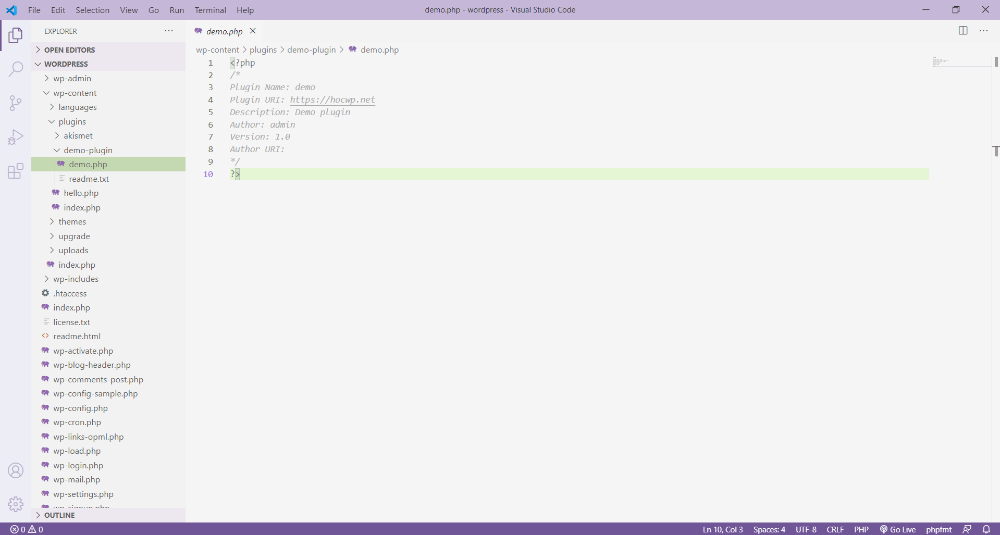 File Edit Selection View Go Run Terminal Help
demo.php - wordpress - Visual Studio Code
EXPLORER
OPEN EDITORS
WORDPRESS
wp-admin
wp-content
languages
plugins
akismet
demo-plugin
demo.php
readme.txt
hello.php
index.php
themes
upgrade
uploads
index.php
wp-includes
.htaccess
index.php
license.txt
readme.html
wp-activate.php
wp-blog-header.php
wp-comments-post.php
wp-config-sample.php
wp-config.php
wp-cron.php
wp-links-opml.php
wp-load.php
wp-login.php
wp-mail.php
wp-settings.php
wp-signup.php
OUTLINE
demo.php
wp-content > plugins > demo-plugin > demo.php
1 <?php
2 /*
3 Plugin Name: demo
4 Plugin URI: https://hocwp.net
5 Description: Demo plugin
6 Author: admin
7 Version: 1.0
8 Author URI:
9 */
10 ?>
0 0
Ln 10, Col 3 Spaces: 4 UTF-8 CRLF PHP Go Live phpfmt